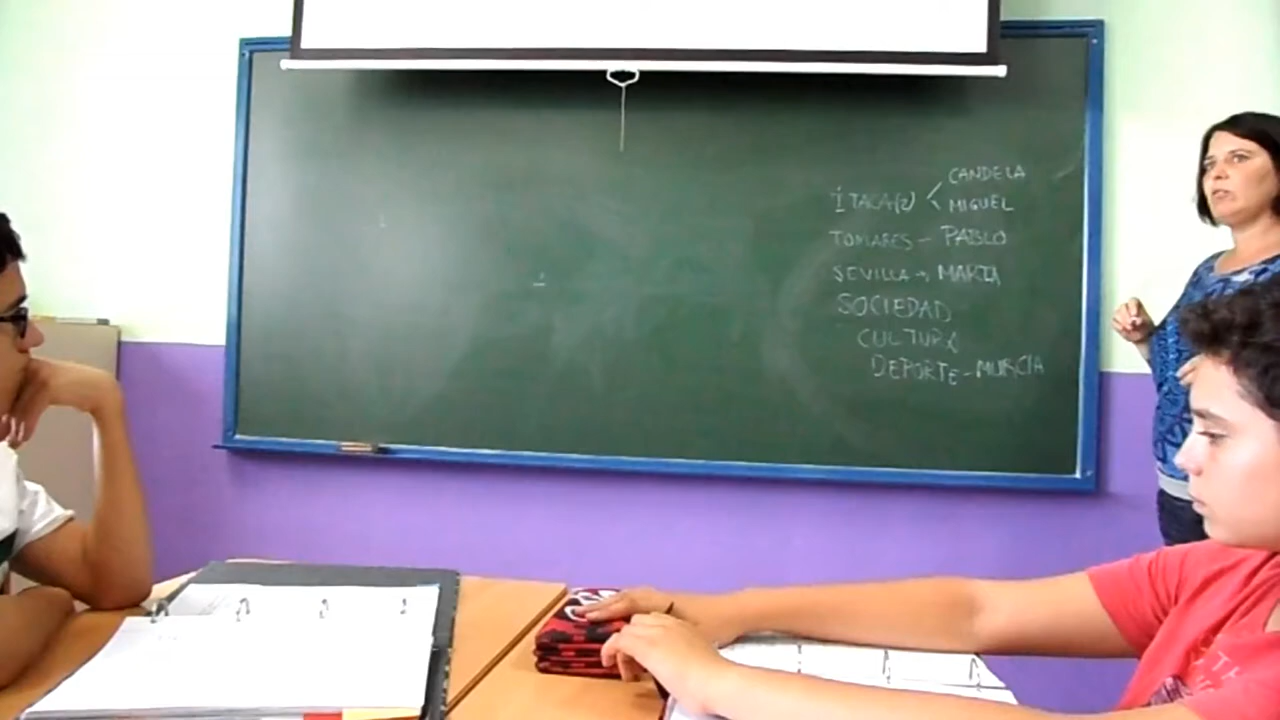 CANDELA
ÍTACA(2) < MIGUEL
TOMARES - PABLO
SEVILLA → MARÍA
SOCIEDAD
CULTURA
DEPORTE - MURCIA